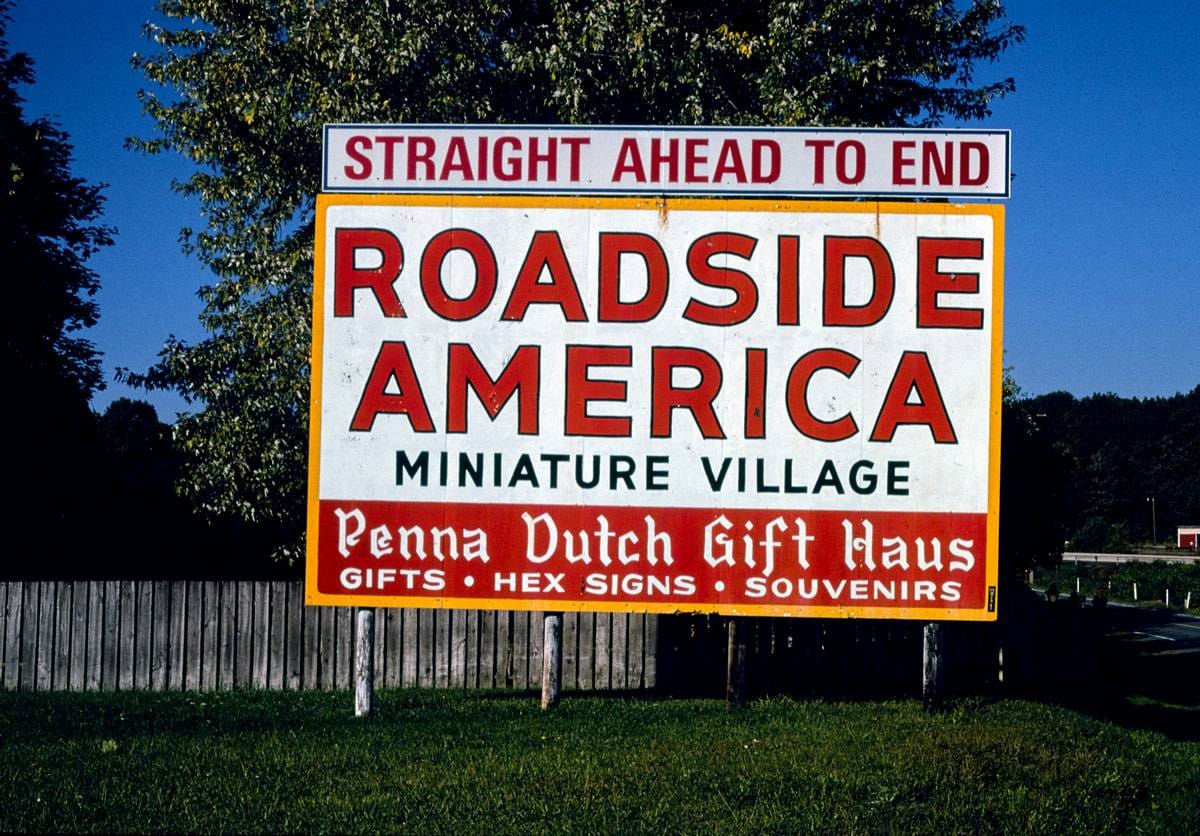 STRAIGHT AHEAD TO END
ROADSIDE
AMERICA
MINIATURE VILLAGE
Penna Dutch Gift Haus
GIFTS • HEX SIGNS • SOUVENIRS